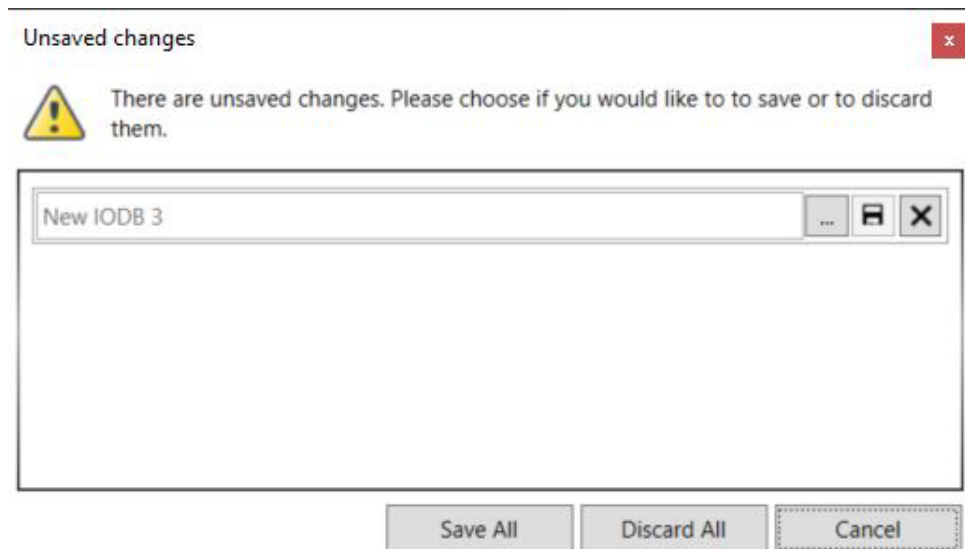 Unsaved changes
x
There are unsaved changes. Please choose if you would like to to save or to discard
them.
New IODB 3
...
Save All
Discard All
Cancel